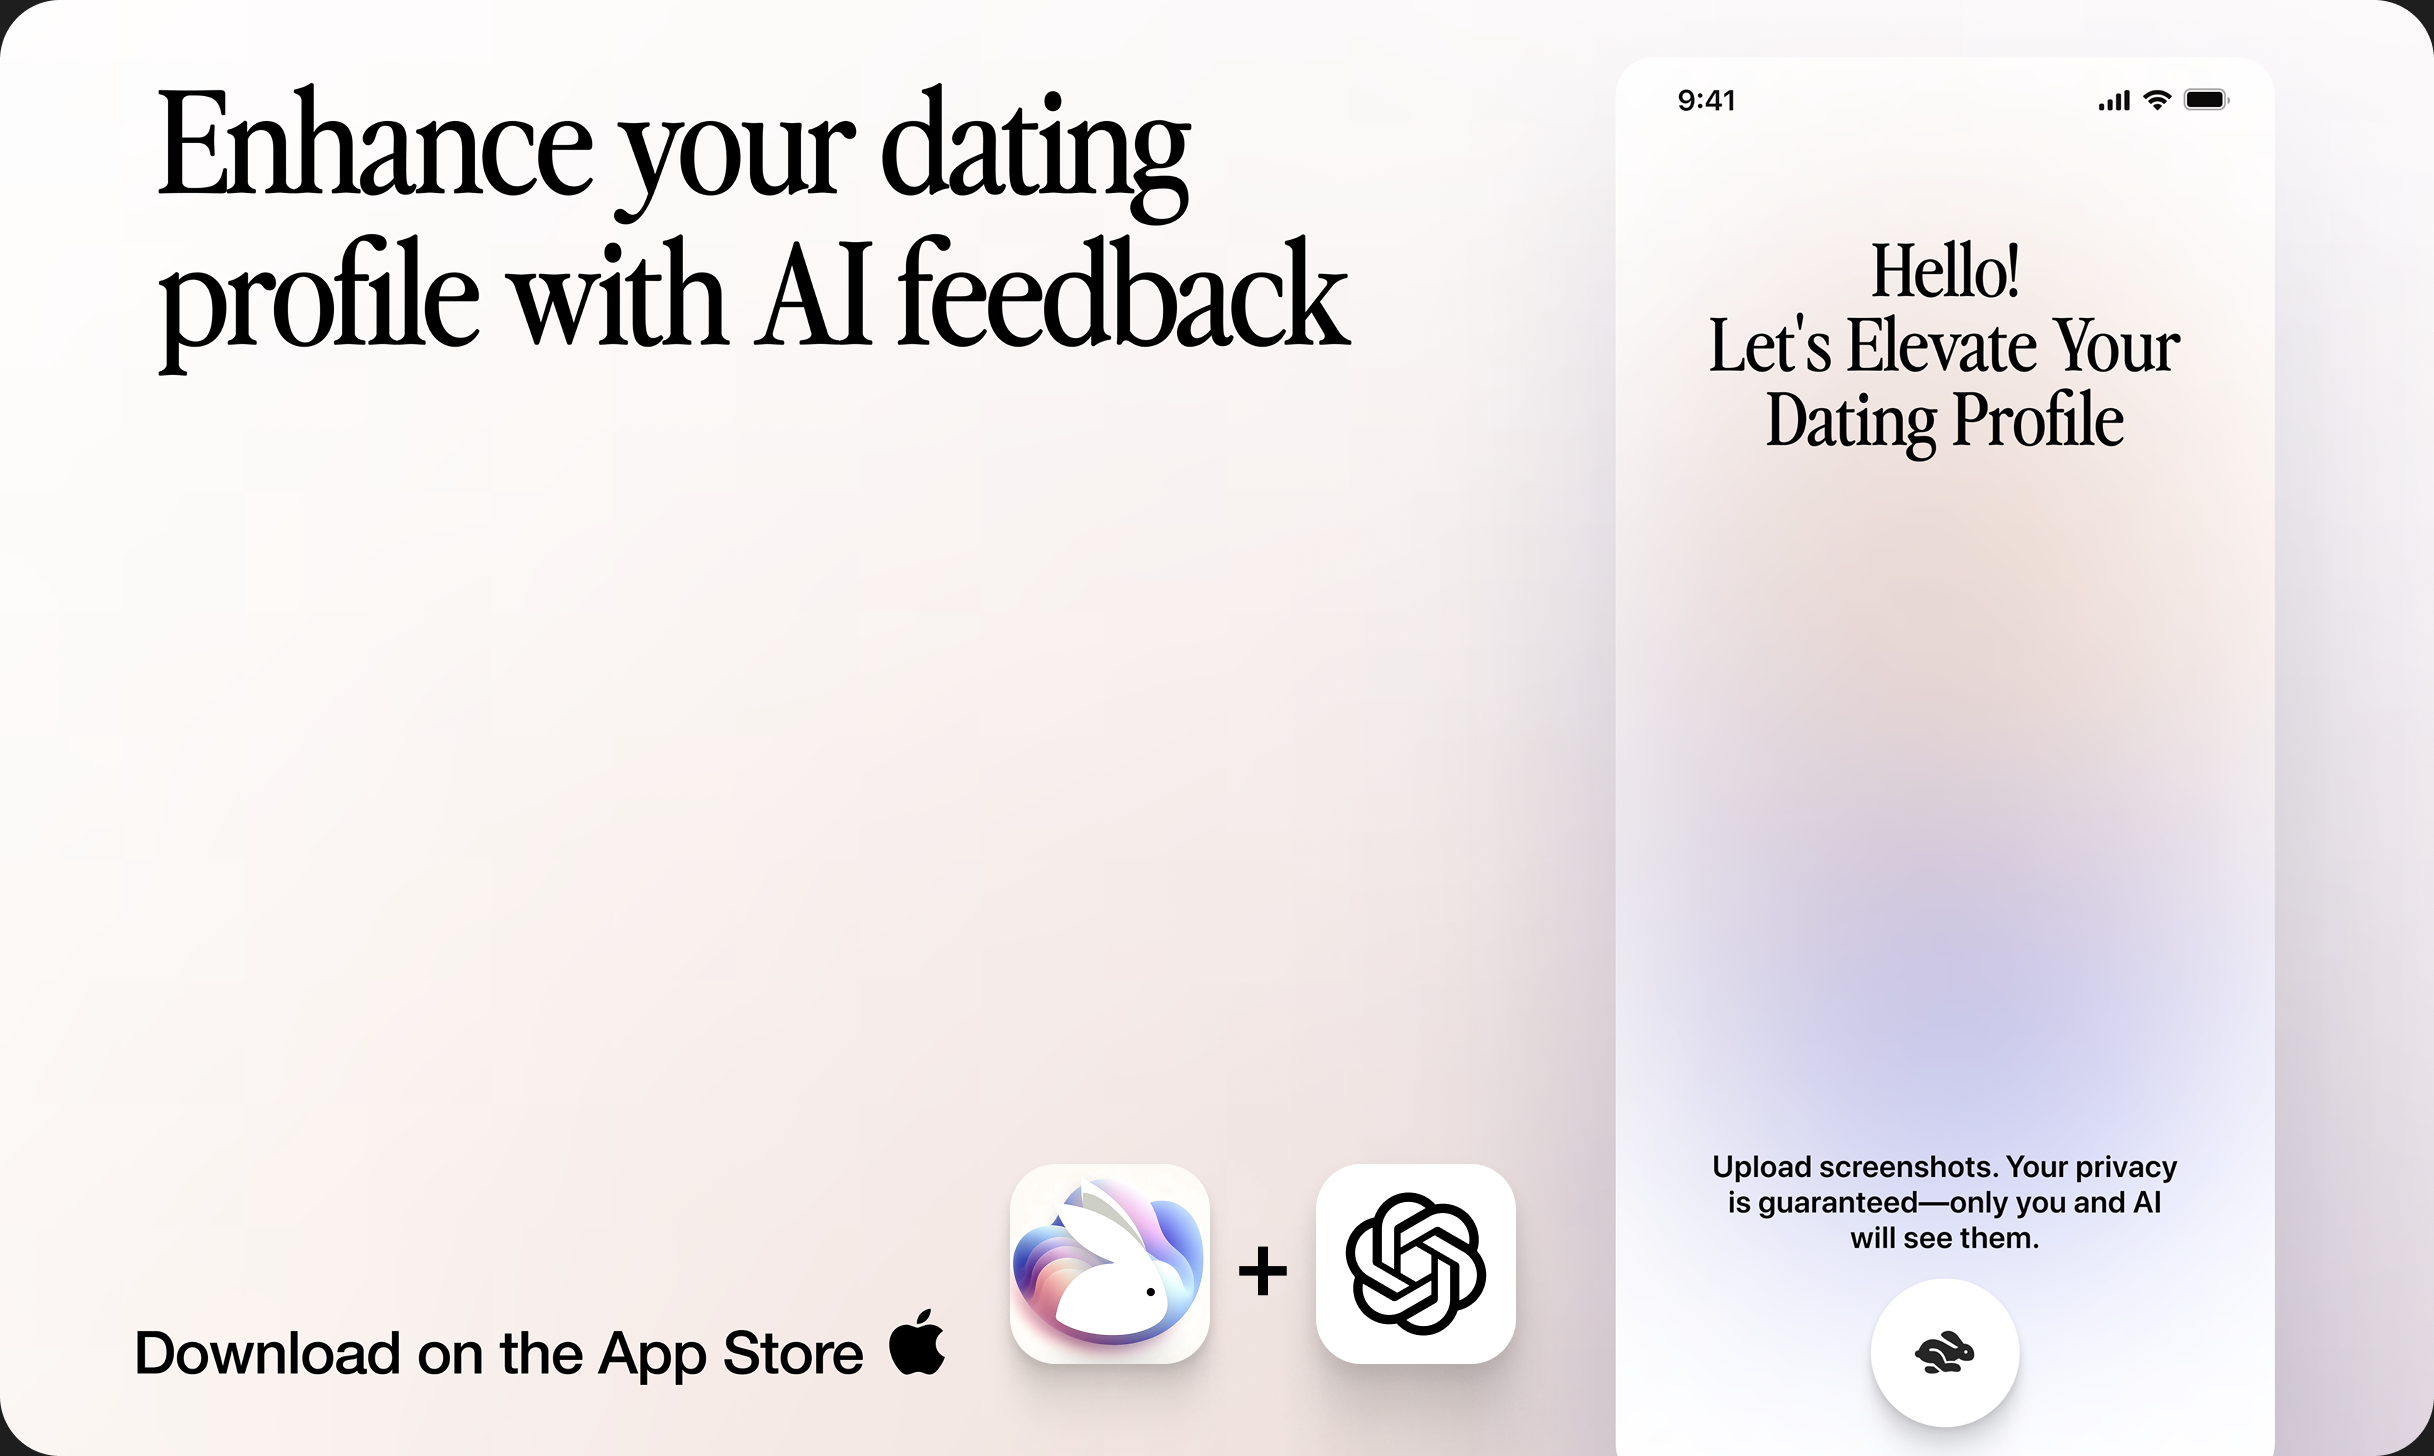 Enhance your dating
profile with AI feedback
Download on the App Store
+
9:41
Hello!
Let's Elevate Your
Dating Profile
Upload screenshots. Your privacy
is guaranteed—only you and AI
will see them.